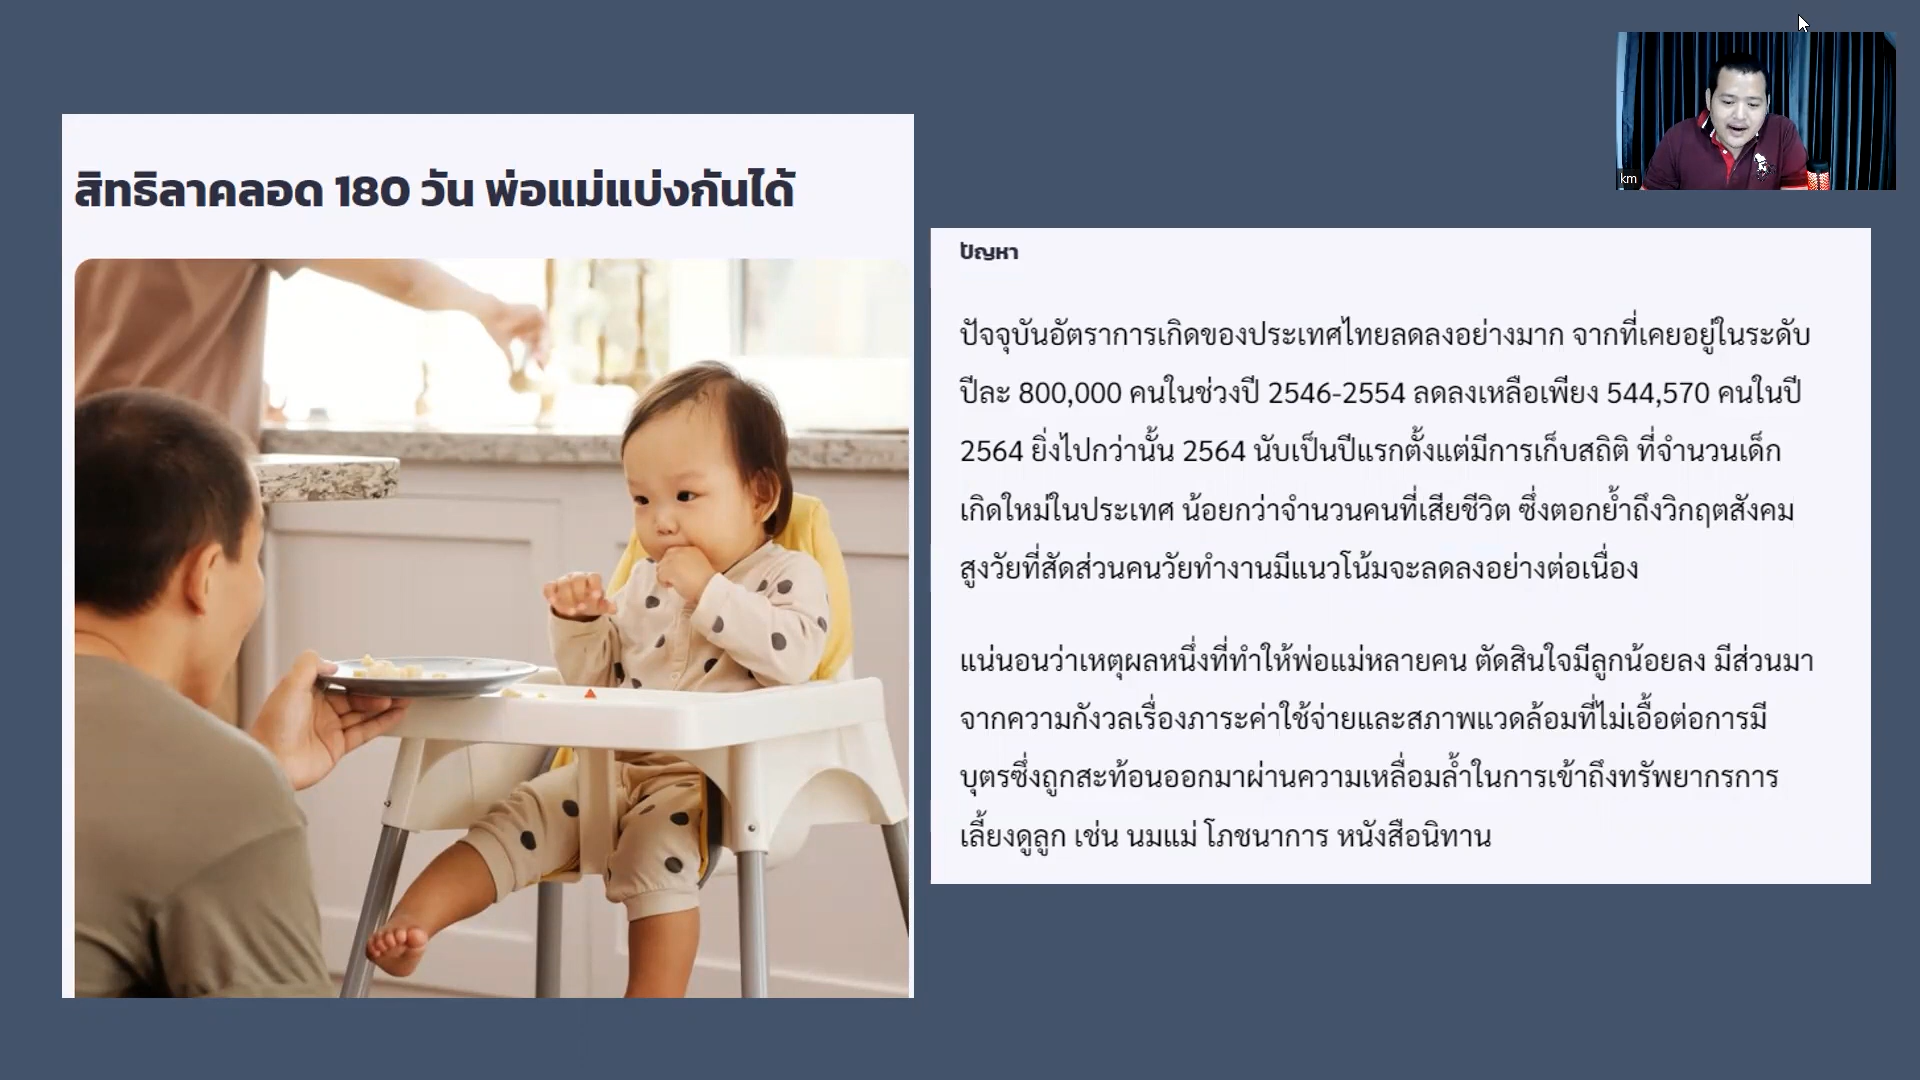 สิทธิลาคลอด 180 วัน พ่อแม่แบ่งกันได้
km
ปัญหา
ปัจจุบันอัตราการเกิดของประเทศไทยลดลงอย่างมาก จากที่เคยอยู่ในระดับ
ปีละ 800,000 คนในช่วงปี 2546-2554 ลดลงเหลือเพียง 544,570 คนในปี
2564 ยิ่งไปกว่านั้น 2564 นับเป็นปีแรกตั้งแต่มีการเก็บสถิติ ที่จำนวนเด็ก
เกิดใหม่ในประเทศ น้อยกว่าจำนวนคนที่เสียชีวิต ซึ่งตอกย้ำถึงวิกฤตสังคม
สูงวัยที่สัดส่วนคนวัยทำงานมีแนวโน้มจะลดลงอย่างต่อเนื่อง
แน่นอนว่าเหตุผลหนึ่งที่ทำให้พ่อแม่หลายคน ตัดสินใจมีลูกน้อยลง มีส่วนมา
จากความกังวลเรื่องภาระค่าใช้จ่ายและสภาพแวดล้อมที่ไม่เอื้อต่อการมี
บุตรซึ่งถูกสะท้อนออกมาผ่านความเหลื่อมล้ำในการเข้าถึงทรัพยากรการ
เลี้ยงดูลูก เช่น นมแม่ โภชนาการ หนังสือนิทาน